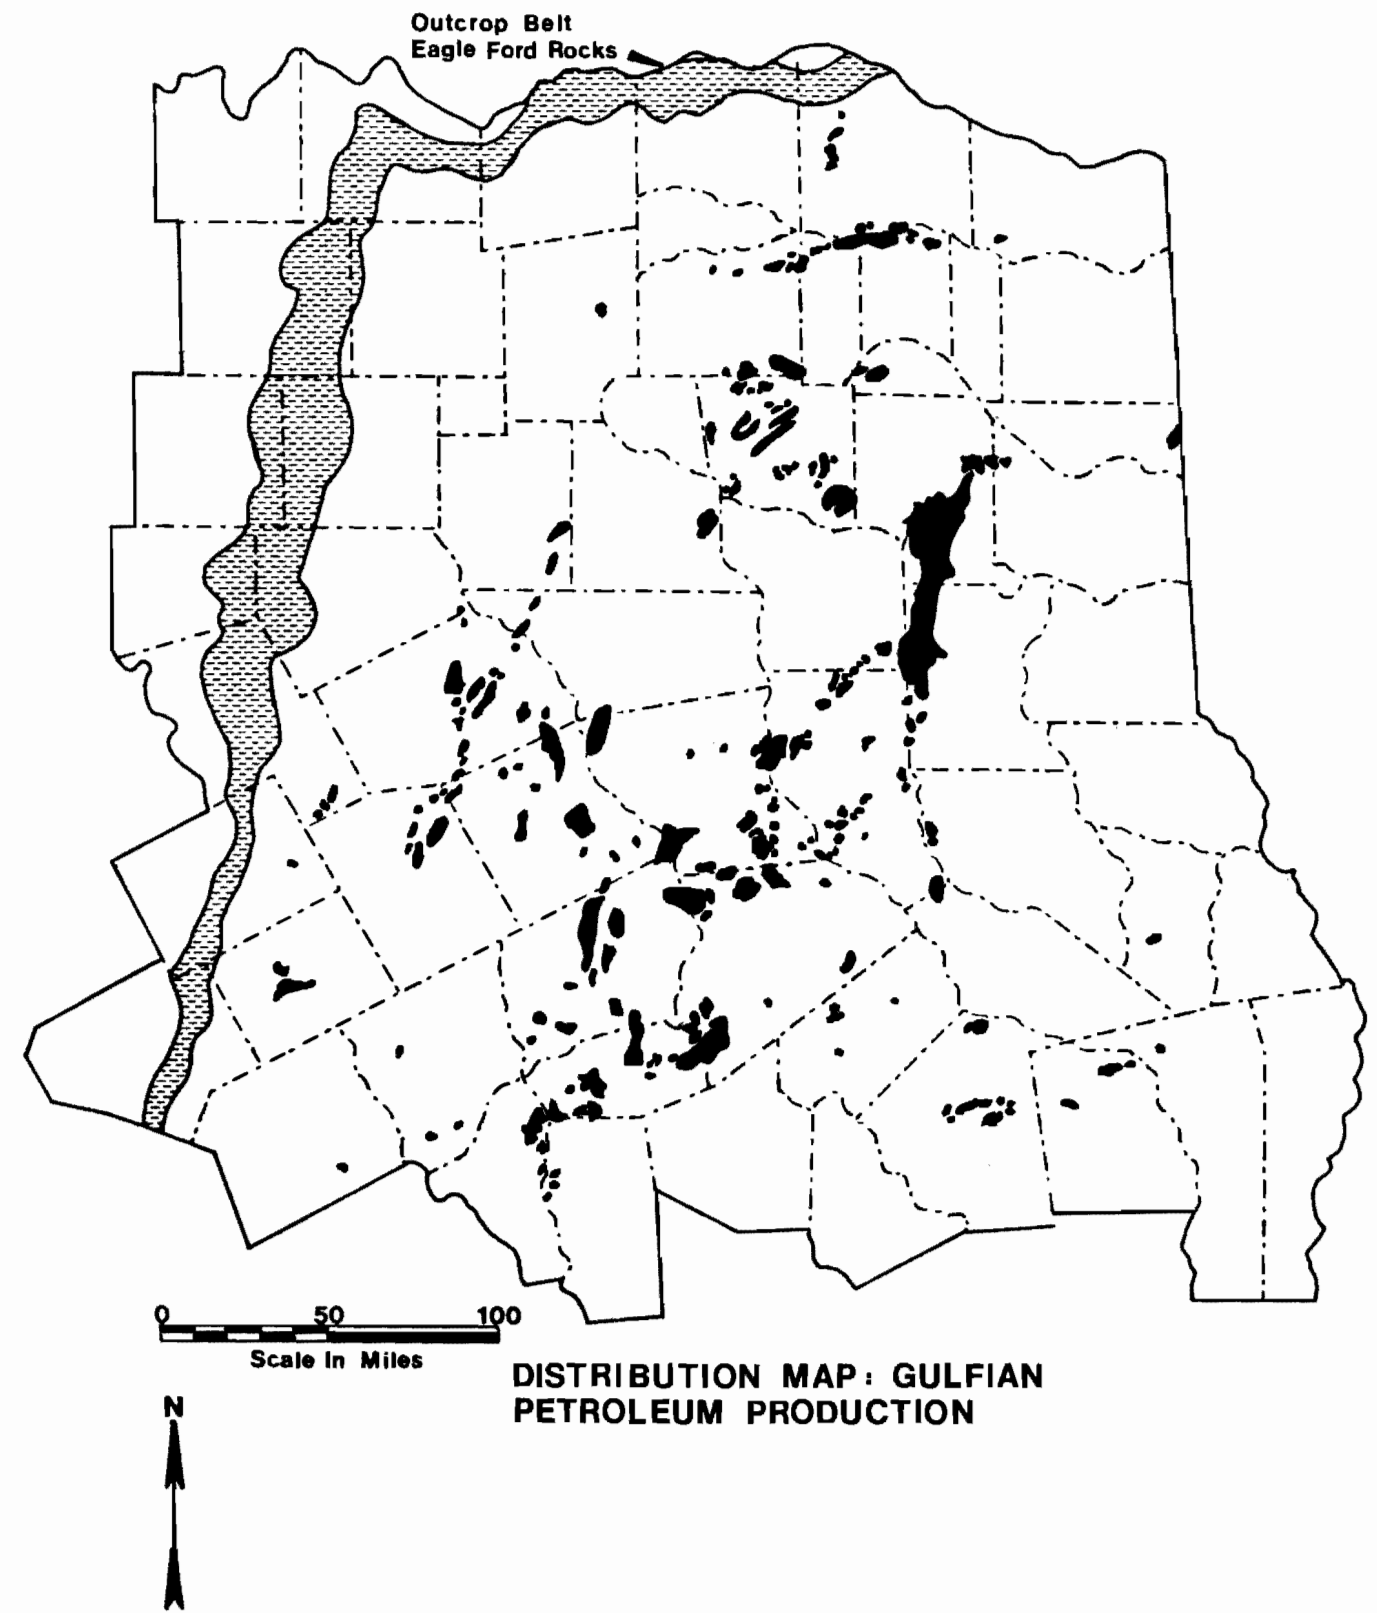 Outcrop Belt
Eagle Ford Rocks
0 50 100
Scale In Miles
DISTRIBUTION MAP: GULFIAN
PETROLEUM PRODUCTION
N